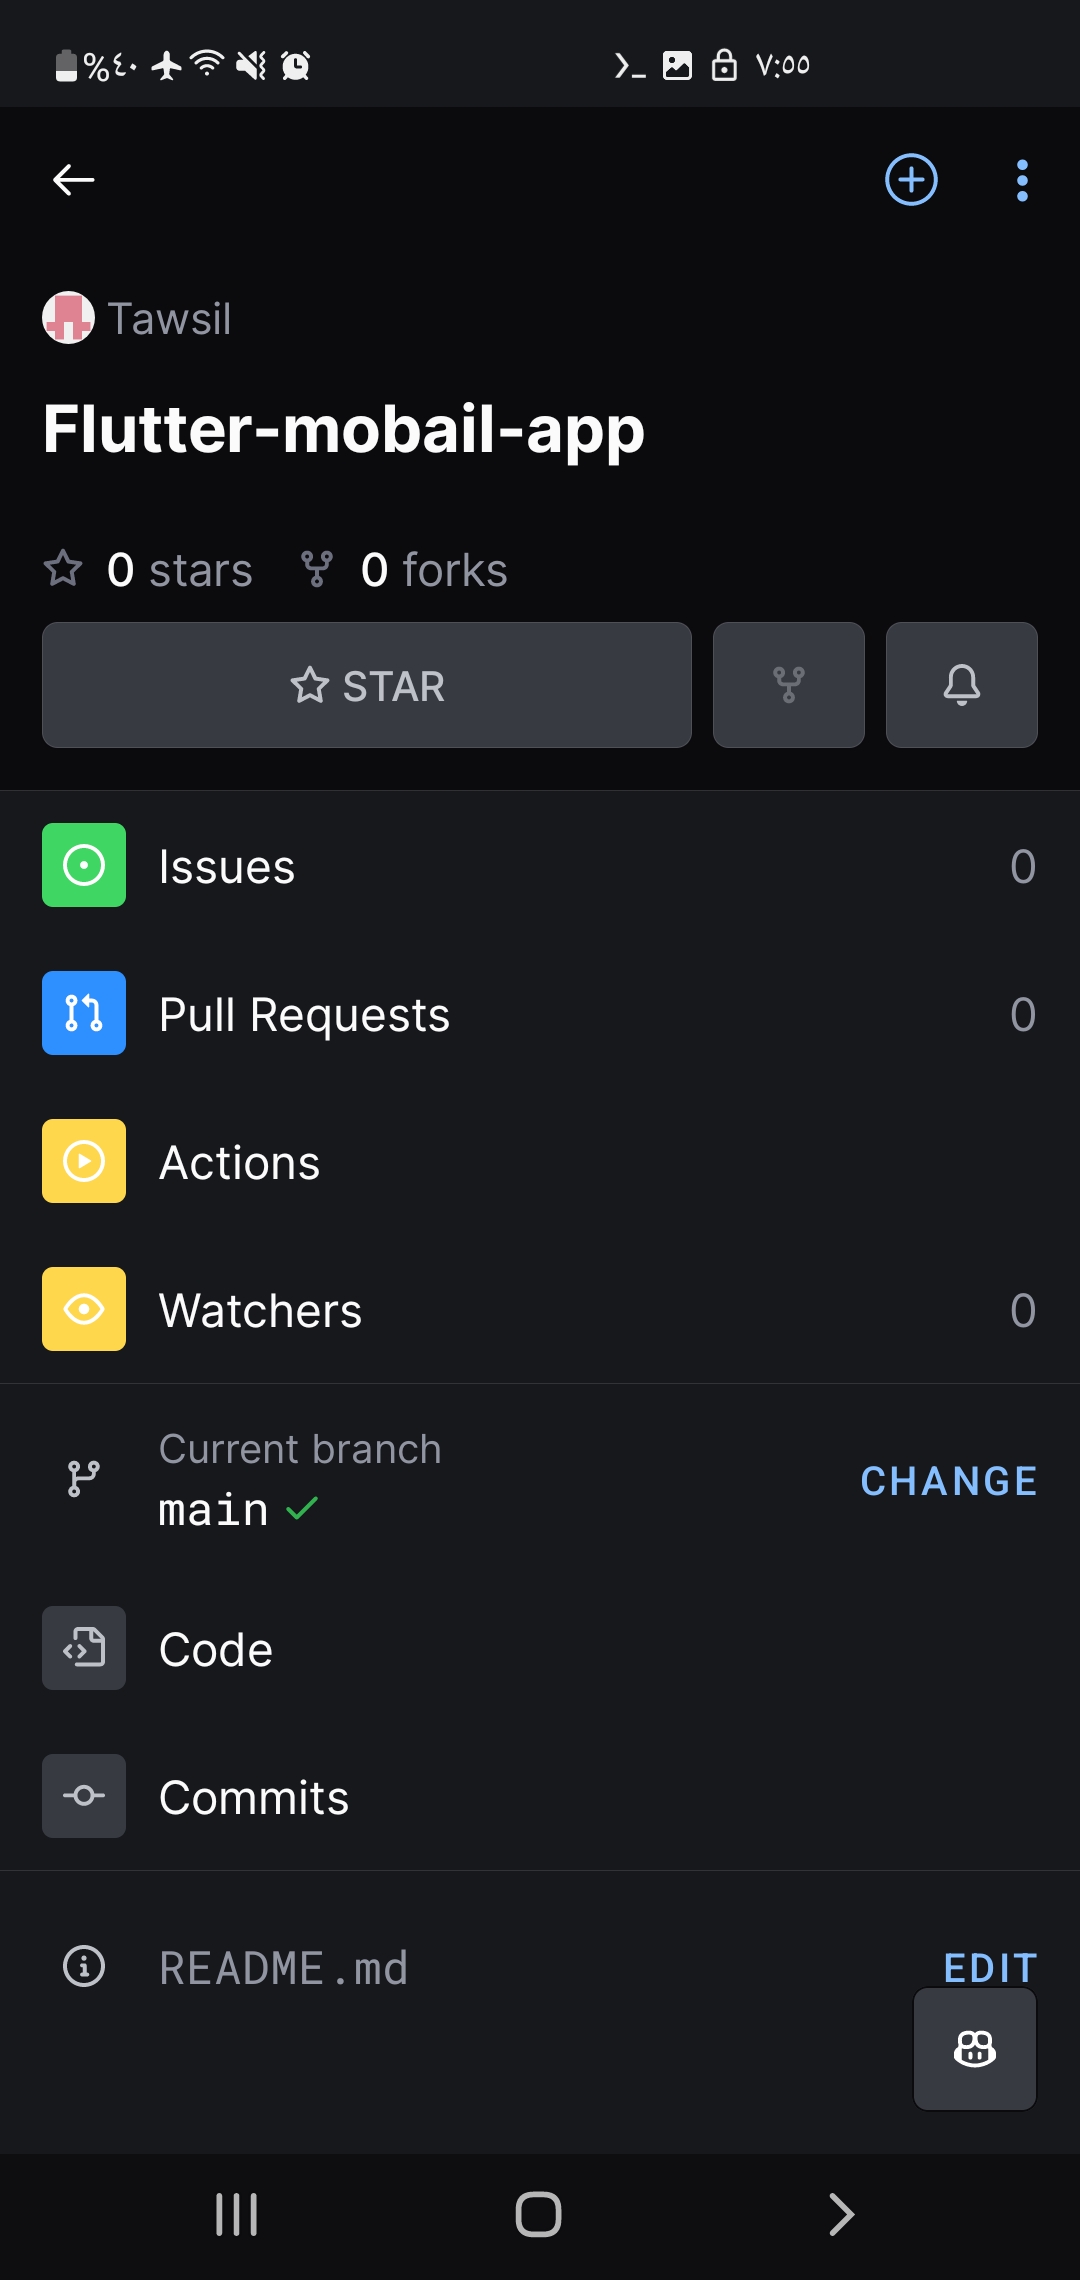 %٤٠
٧:٥٥
Tawsil
Flutter-mobail-app
0 stars 0 forks
STAR
Issues 0
Pull Requests 0
Actions
Watchers 0
Current branch
main
CHANGE
Code
Commits
README.md EDIT